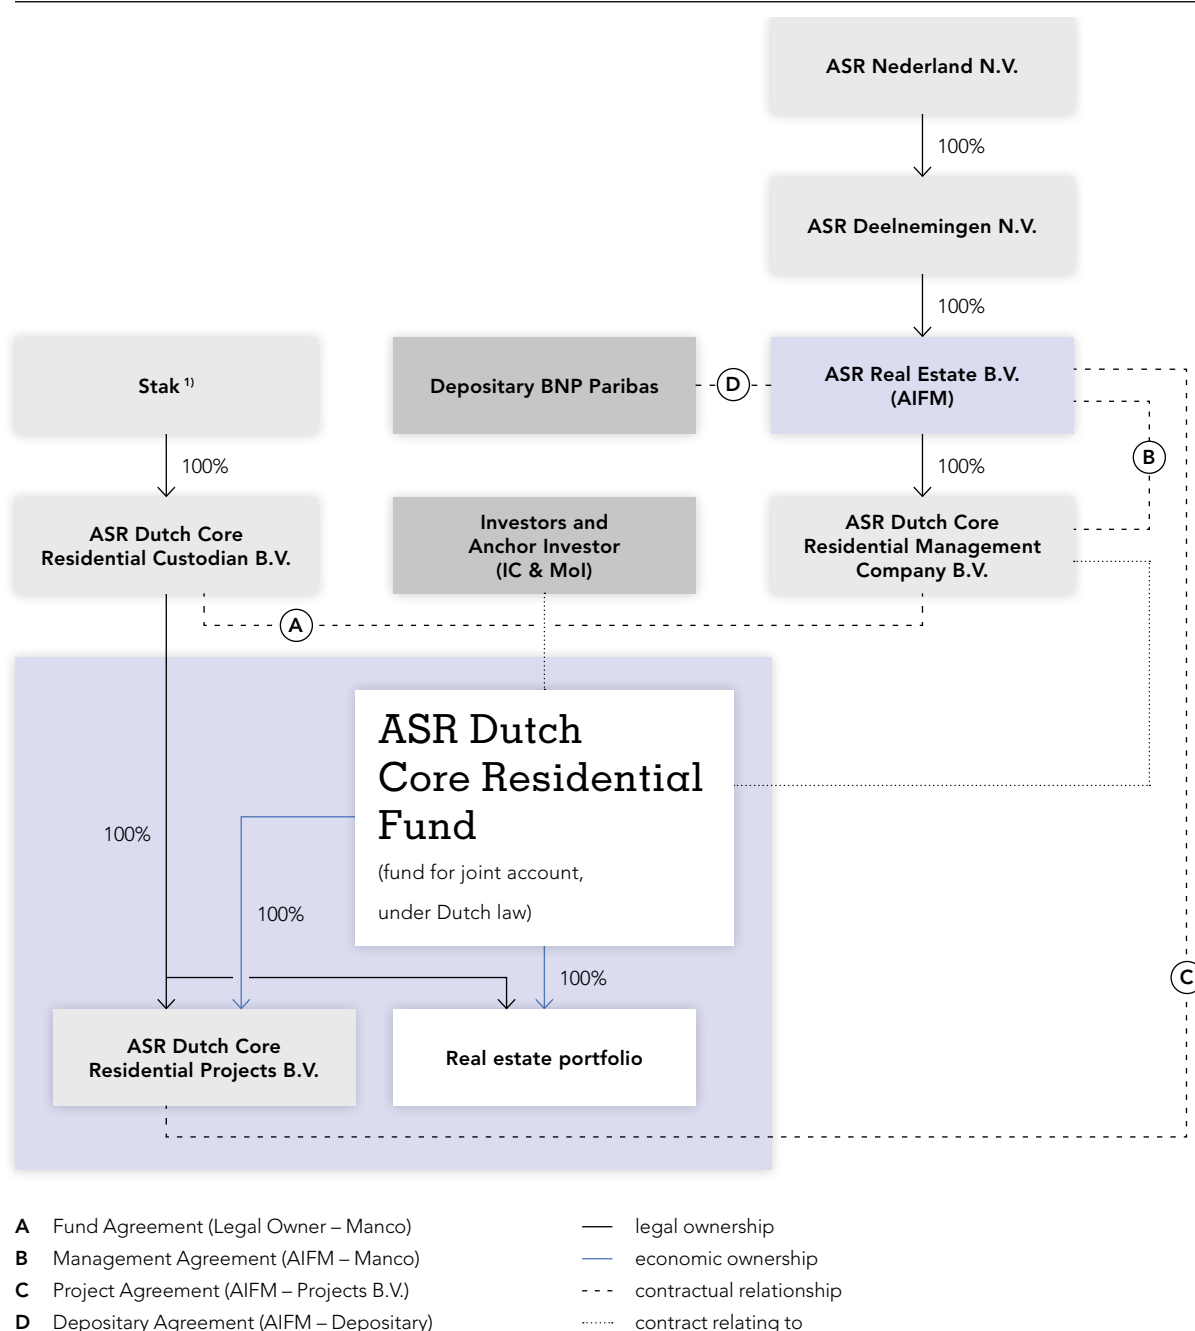 ASR Nederland N.V.
100%
ASR Deelnemingen N.V.
100%
Stak 1)
Depositary BNP Paribas
D
ASR Real Estate B.V.
(AIFM)
100%
100%
B
ASR Dutch Core
Residential Custodian B.V.
Investors and
Anchor Investor
(IC & MoI)
ASR Dutch Core
Residential Management
Company B.V.
A
ASR Dutch
Core Residential
Fund
(fund for joint account,
under Dutch law)
100%
100%
100%
C
ASR Dutch Core
Residential Projects B.V.
Real estate portfolio
A Fund Agreement (Legal Owner – Manco)
B Management Agreement (AIFM – Manco)
C Project Agreement (AIFM – Projects B.V.)
D Depositary Agreement (AIFM – Depositary)
legal ownership
economic ownership
contractual relationship
contract relating to